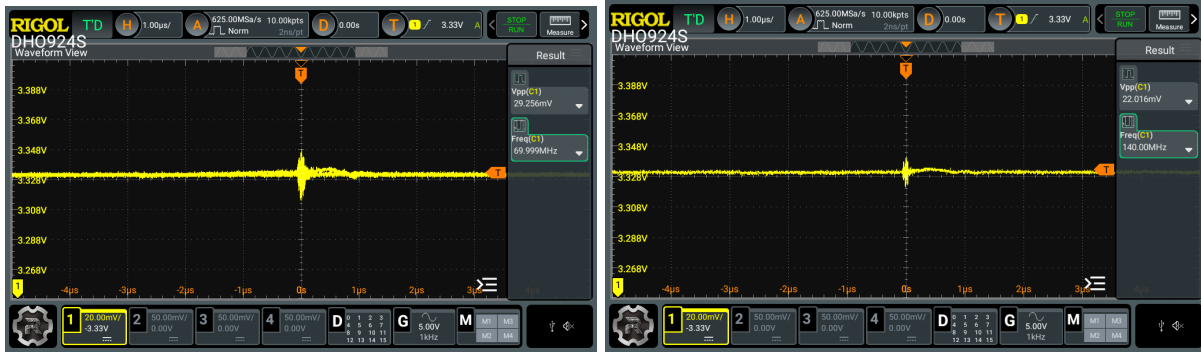 RIGOL T'D H 1.00μs/ A 625.00MSa/s 10.00kpts Norm 2ns/pt D 0.00s T 1 3.33V A STOP RUN Measure
DHO924S
Waveform View
Result
T
Vpp(C1)
29.256mV
Freq(C1)
69.999MHz
3.388V
3.368V
3.348V
3.328V
3.308V
3.288V
3.268V
T
1
-4μs -3μs -2μs -1μs 0s 1μs 2μs 3μs 4μs
1 20.00mV/ -3.33V
2 50.00mV/ 0.00V
3 50.00mV/ 0.00V
4 50.00mV/ 0.00V
D 0 1 2 3
4 5 6 7
8 9 10 11
12 13 14 15
G 5.00V 1kHz
M M1 M3 M2 M4
RIGOL T'D H 1.00μs/ A 625.00MSa/s 10.00kpts Norm 2ns/pt D 0.00s T 1 3.33V A STOP RUN Measure
DHO924S
Waveform View
Result
T
Vpp(C1)
22.016mV
Freq(C1)
140.00MHz
3.388V
3.368V
3.348V
3.328V
3.308V
3.288V
3.268V
T
1
-4μs -3μs -2μs -1μs 0s 1μs 2μs 3μs 4μs
1 20.00mV/ -3.33V
2 50.00mV/ 0.00V
3 50.00mV/ 0.00V
4 50.00mV/ 0.00V
D 0 1 2 3
4 5 6 7
8 9 10 11
12 13 14 15
G 5.00V 1kHz
M M1 M3 M2 M4